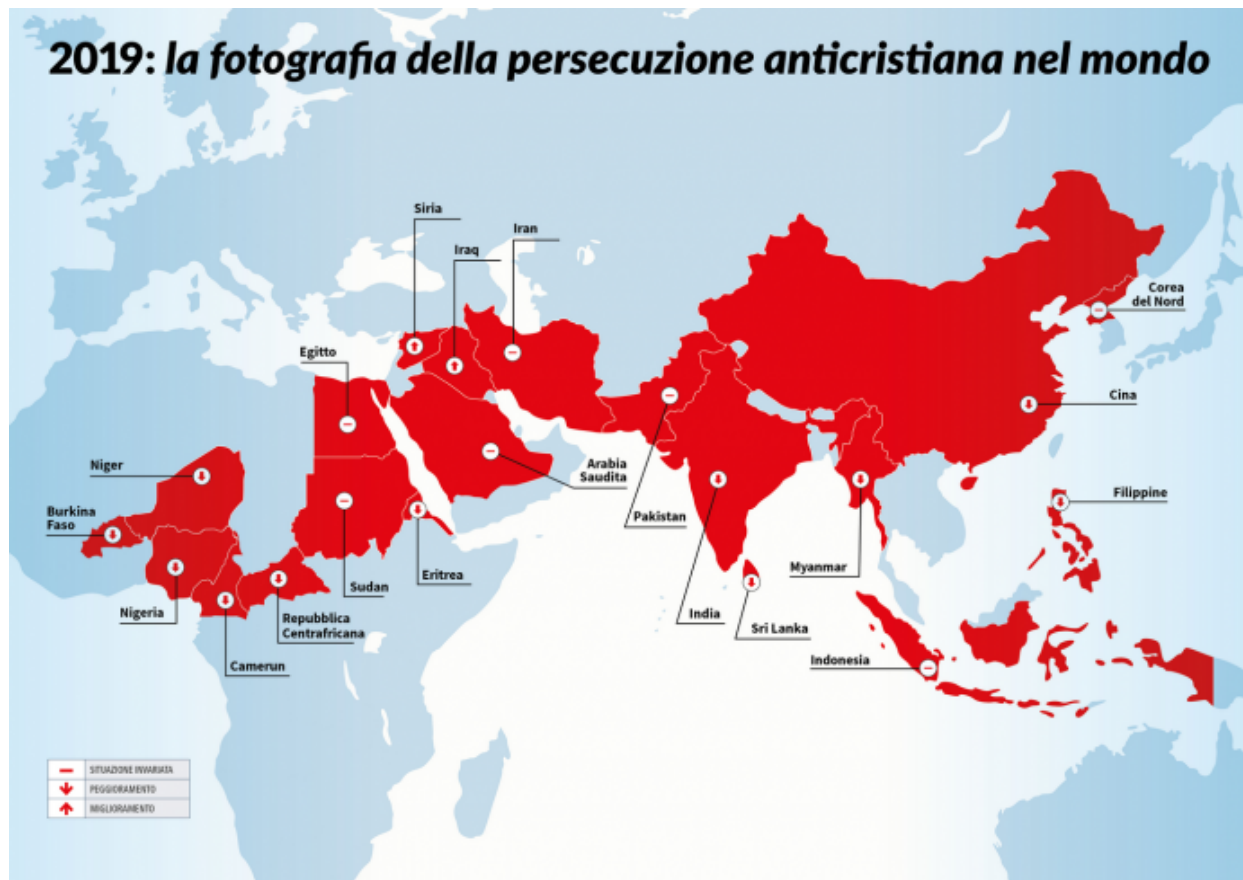 2019: la fotografia della persecuzione anticristiana nel mondo
Siria
Iran
Iraq
Corea
del Nord
Egitto
Cina
Niger
Arabia
Saudita
Filippine
Burkina
Faso
Pakistan
Myanmar
Eritrea
Sudan
Nigeria
India
Repubblica
Centrafricana
Sri Lanka
Camerun
Indonesia
SITUAZIONE INVARIATA
PEGGIORAMENTO
MIGLIORAMENTO